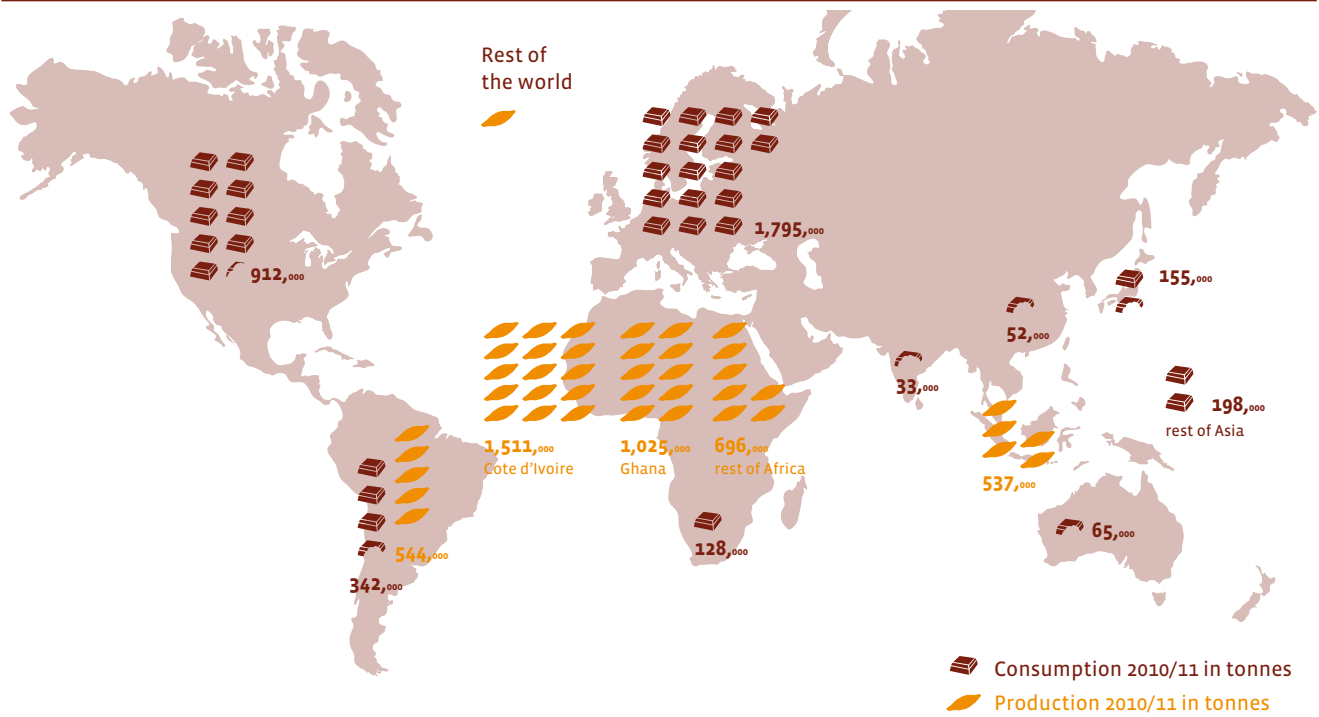 Rest of
the world
1,795,000
912,000
155,000
52,000
33,000
198,000
rest of Asia
1,511,000
Cote d'Ivoire
1,025,000
Ghana
696,000
rest of Africa
537,000
65,000
128,000
544,000
342,000
Consumption 2010/11 in tonnes
Production 2010/11 in tonnes